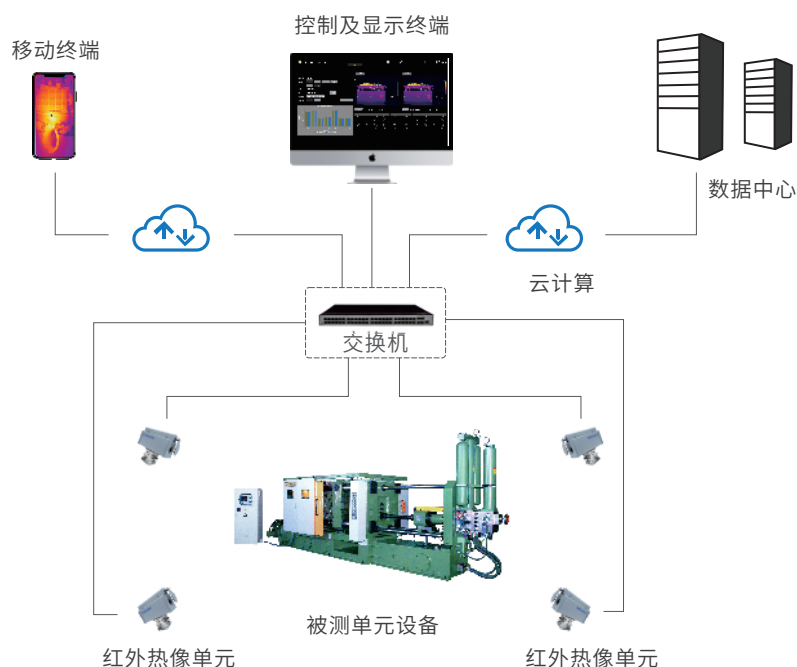 控制及显示终端
移动终端
数据中心
云计算
交换机
被测单元设备
红外热像单元
红外热像单元